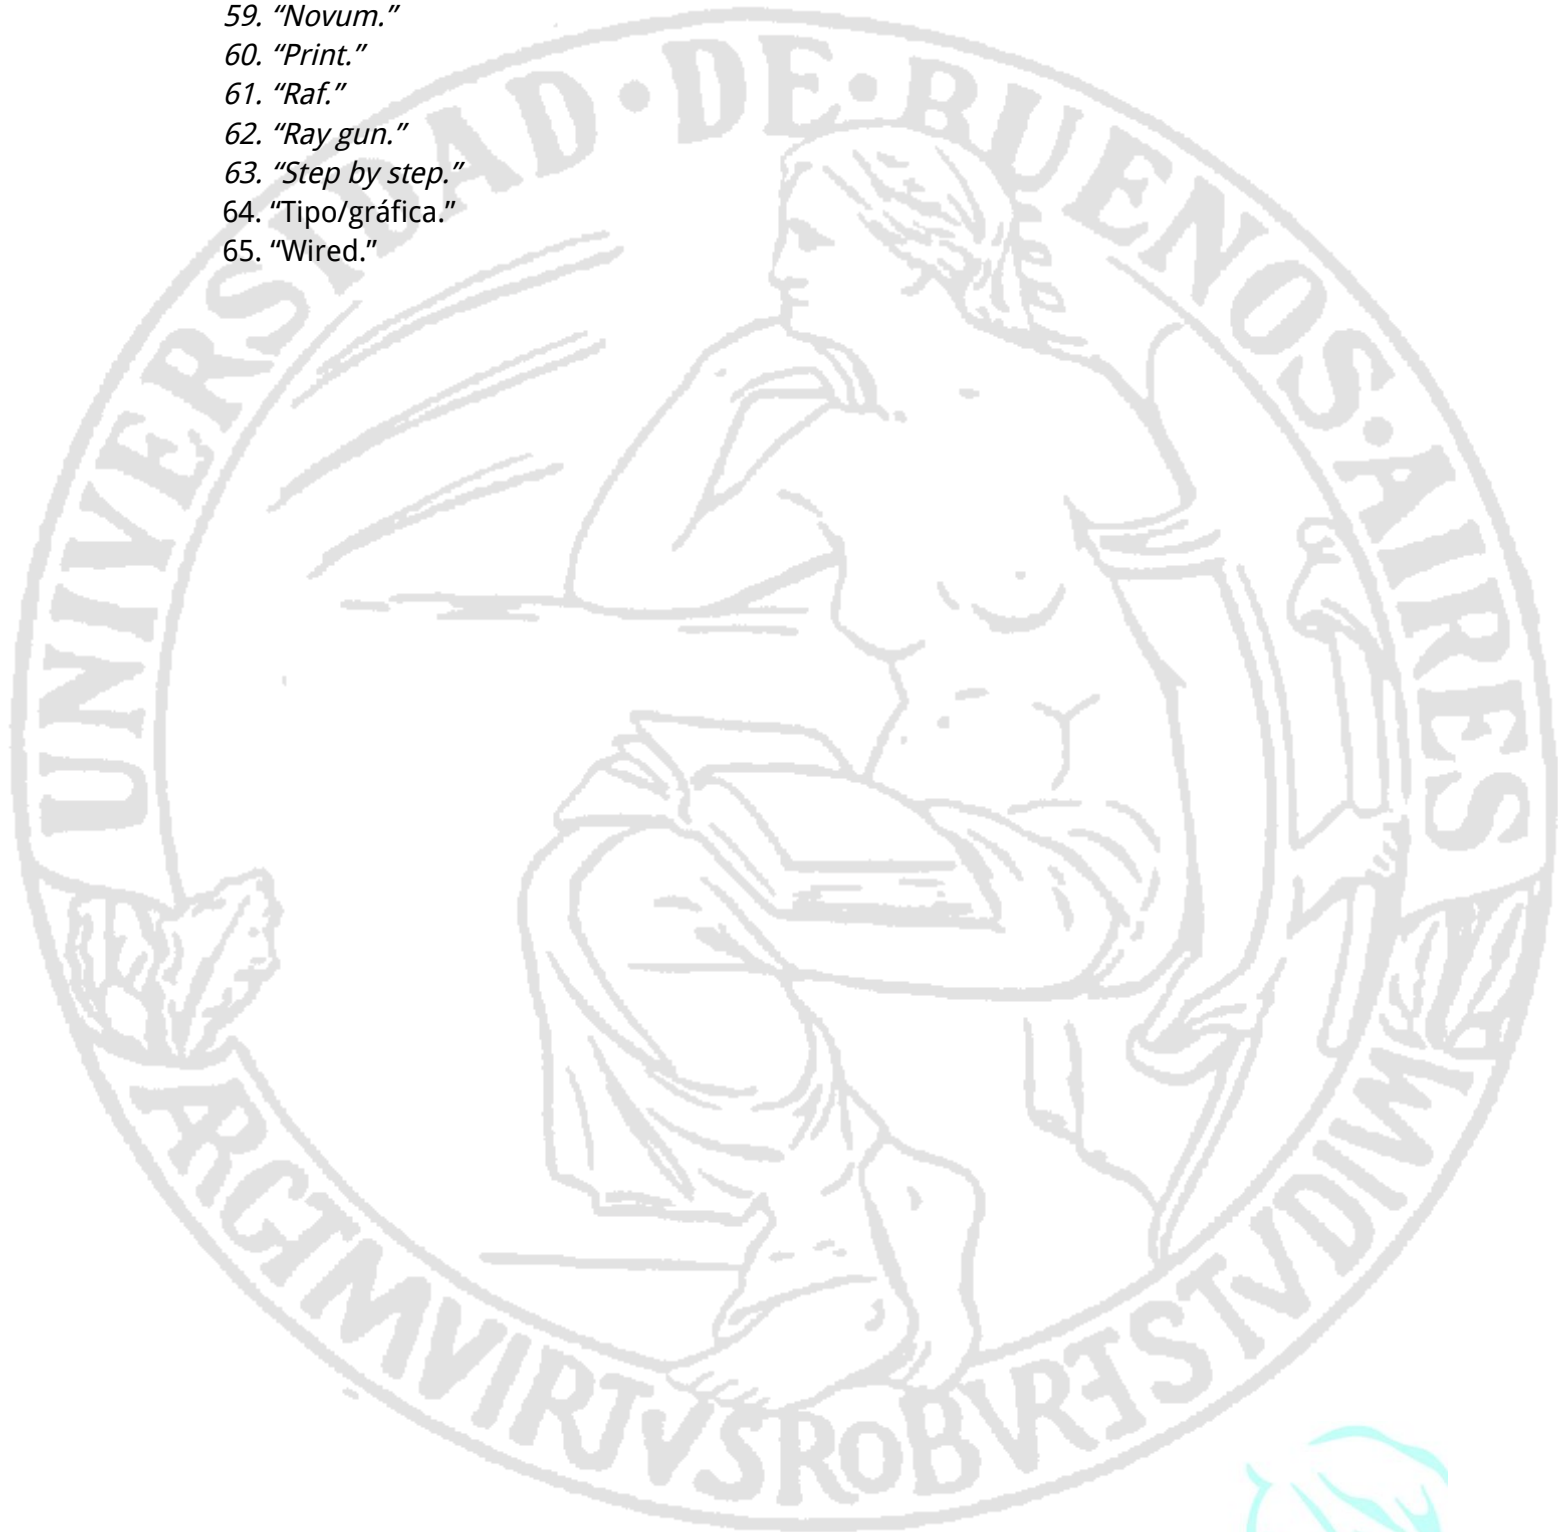 59. “Novum.”
60. “Print.”
61. “Raf.”
62. “Ray gun.”
63. “Step by step.”
64. “Tipo/gráfica.”
65. “Wired.”
UNIVERSIDAD·DE·BUENOS·AIRES
ARGTMVIRTVSROBVRETSTVDIVM